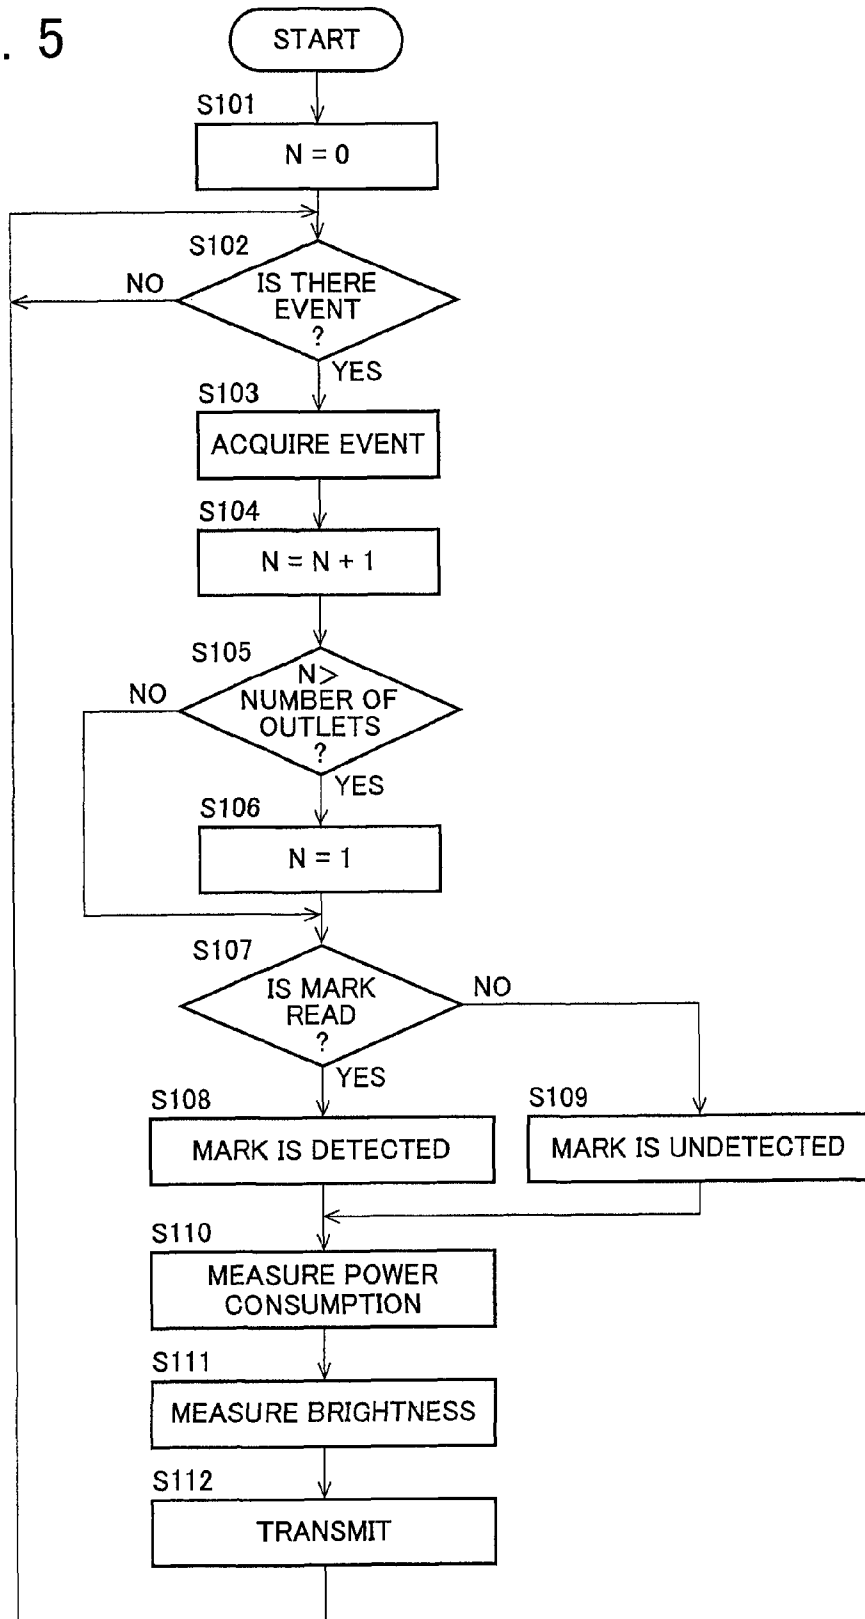 . 5
START
S101
N = 0
S102
NO
IS THERE
EVENT
?
YES
S103
ACQUIRE EVENT
S104
N = N + 1
S105
NO
N>
NUMBER OF
OUTLETS
?
YES
S106
N = 1
S107
IS MARK
READ
?
NO
YES
S108
MARK IS DETECTED
S109
MARK IS UNDETECTED
S110
MEASURE POWER
CONSUMPTION
S111
MEASURE BRIGHTNESS
S112
TRANSMIT